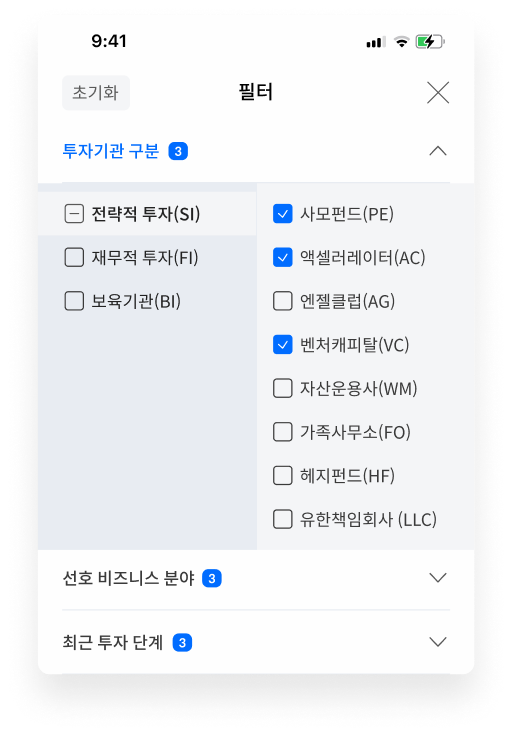 9:41
초기화
필터
투자기관 구분 3
전략적 투자(SI)
재무적 투자(FI)
보육기관(BI)
사모펀드(PE)
액셀러레이터(AC)
엔젤클럽(AG)
벤처캐피탈(VC)
자산운용사(WM)
가족사무소(FO)
헤지펀드(HF)
유한책임회사 (LLC)
선호 비즈니스 분야 3
최근 투자 단계 3